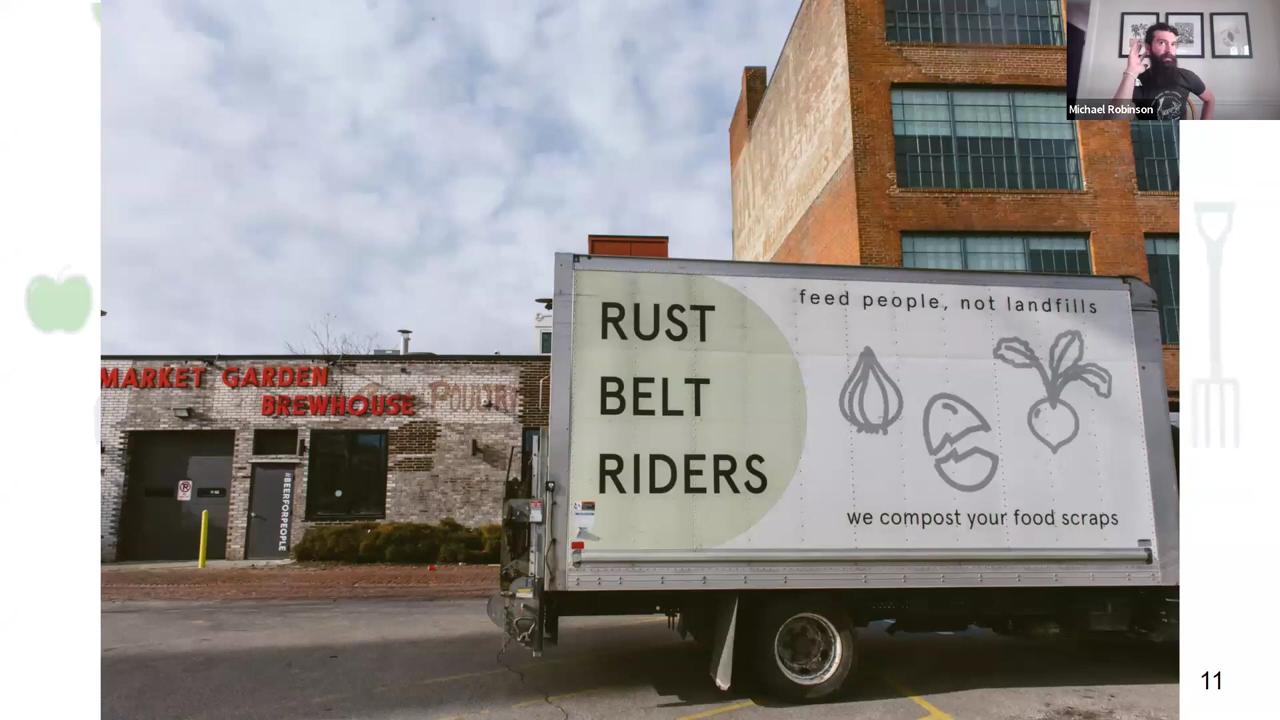 Michael Robinson
MARKET GARDEN
BREWHOUSE
POULTRY
#BEERFORPEOPLE
RUST
BELT
RIDERS
feed people, not landfills
we compost your food scraps
11